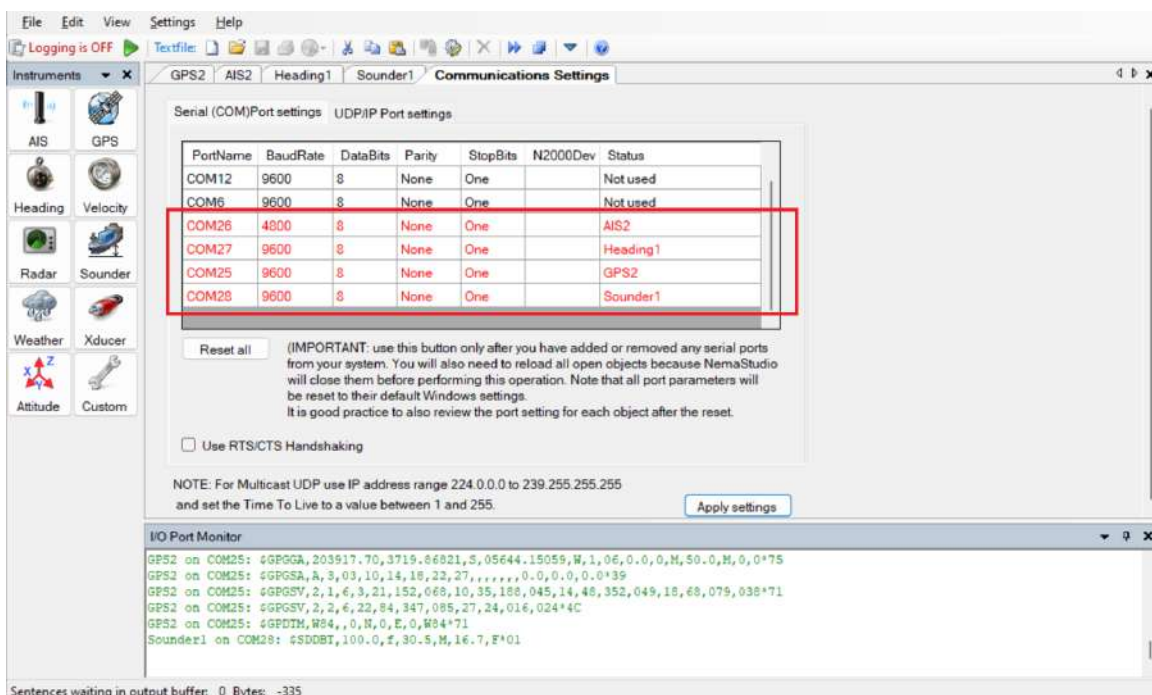 File Edit View Settings Help
Logging is OFF Textfile:
Instruments
AIS GPS
Heading Velocity
Radar Sounder
Weather Xducer
Attitude Custom
GPS2 AIS2 Heading1 Sounder1 Communications Settings
Serial (COM)Port settings UDP/IP Port settings
PortName BaudRate DataBits Parity StopBits N2000Dev Status
COM12 9600 8 None One Not used
COM6 9600 8 None One Not used
COM26 4800 8 None One AIS2
COM27 9600 8 None One Heading1
COM25 9600 8 None One GPS2
COM28 9600 8 None One Sounder1
Reset all
(IMPORTANT: use this button only after you have added or removed any serial ports
from your system. You will also need to reload all open objects because NemaStudio
will close them before performing this operation. Note that all port parameters will
be reset to their default Windows settings.
It is good practice to also review the port setting for each object after the reset.
Use RTS/CTS Handshaking
NOTE: For Multicast UDP use IP address range 224.0.0.0 to 239.255.255.255
and set the Time To Live to a value between 1 and 255.
Apply settings
I/O Port Monitor
GPS2 on COM25: $GPGGA,203917.70,3719.86821,S,05644.15059,W,1,06,0.0,0,M,50.0,M,0,0*75
GPS2 on COM25: $GPGSA,A,3,03,10,14,18,22,27,,,,,,,0.0,0.0,0.0*39
GPS2 on COM25: $GPGSV,2,1,6,3,21,152,068,10,35,188,045,14,48,352,049,18,68,079,038*71
GPS2 on COM25: $GPGSV,2,2,6,22,84,347,085,27,24,016,024*4C
GPS2 on COM25: $GPDTM,W84,,0,N,0,E,0,W84*71
Sounder1 on COM28: $SDDBT,100.0,f,30.5,M,16.7,F*01
Sentences waiting in output buffer: 0 Bytes: -335